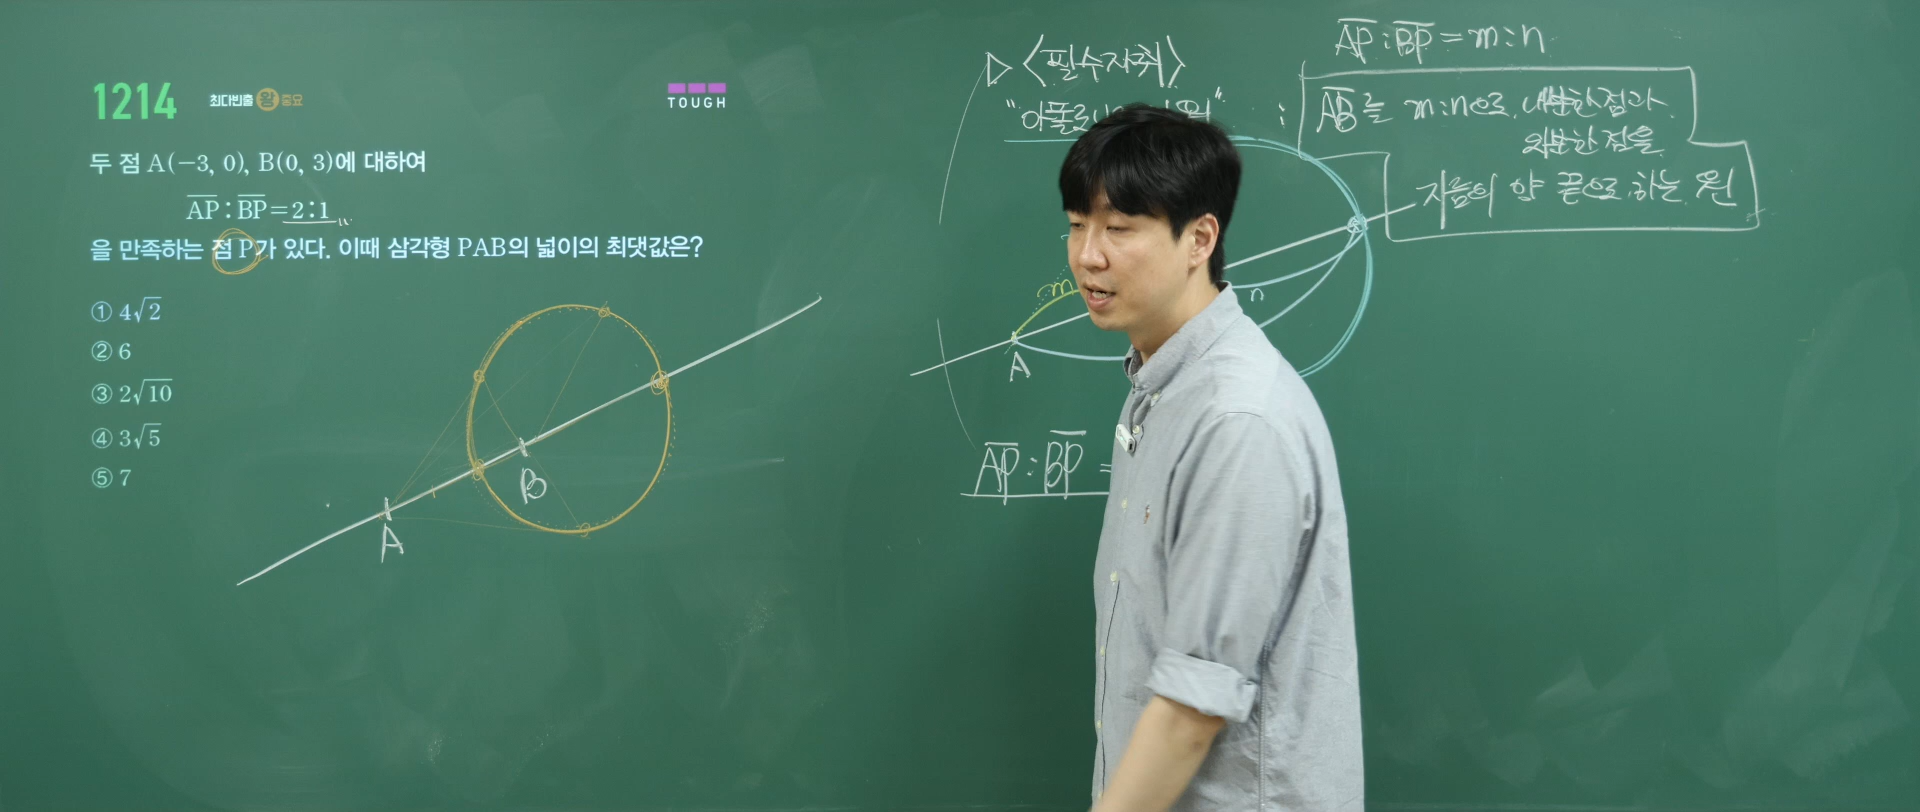 1214 최다빈출 왕 중요
TOUGH
두 점 A(−3, 0), B(0, 3)에 대하여
AP : BP=2:1
을 만족하는 점 P가 있다. 이때 삼각형 PAB의 넓이의 최댓값은?
① 4√2
② 6
③ 2√10
④ 3√5
⑤ 7
A
B
▷〈필수자취〉
AP : BP = m : n
AB를 m:n으로 내분한점과
외분한점을
지름의 양 끝으로 하는 원
m
n
A
AP : BP =